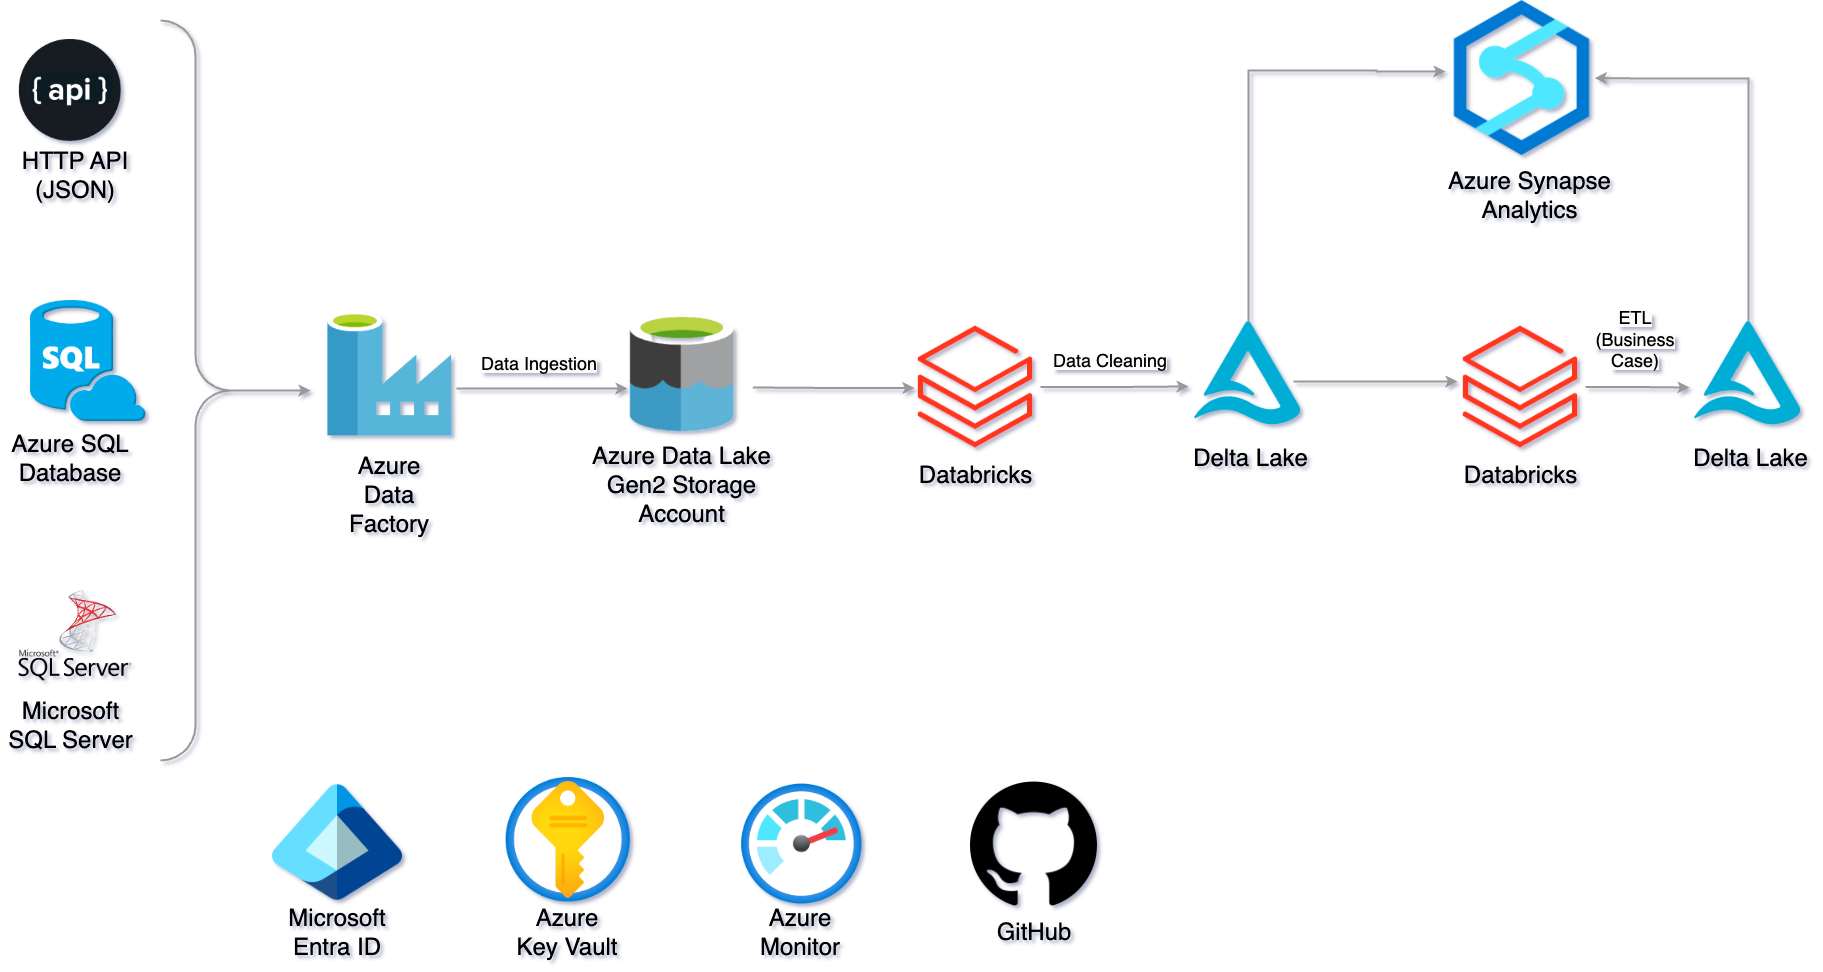 { api }
HTTP API
(JSON)
SQL
Azure SQL
Database
Microsoft*
SQL Server
Microsoft
SQL Server
Azure
Data
Factory
Data Ingestion
Azure Data Lake
Gen2 Storage
Account
Databricks
Data Cleaning
Delta Lake
Azure Synapse
Analytics
Databricks
ETL
(Business
Case)
Delta Lake
Microsoft
Entra ID
Azure
Key Vault
Azure
Monitor
GitHub